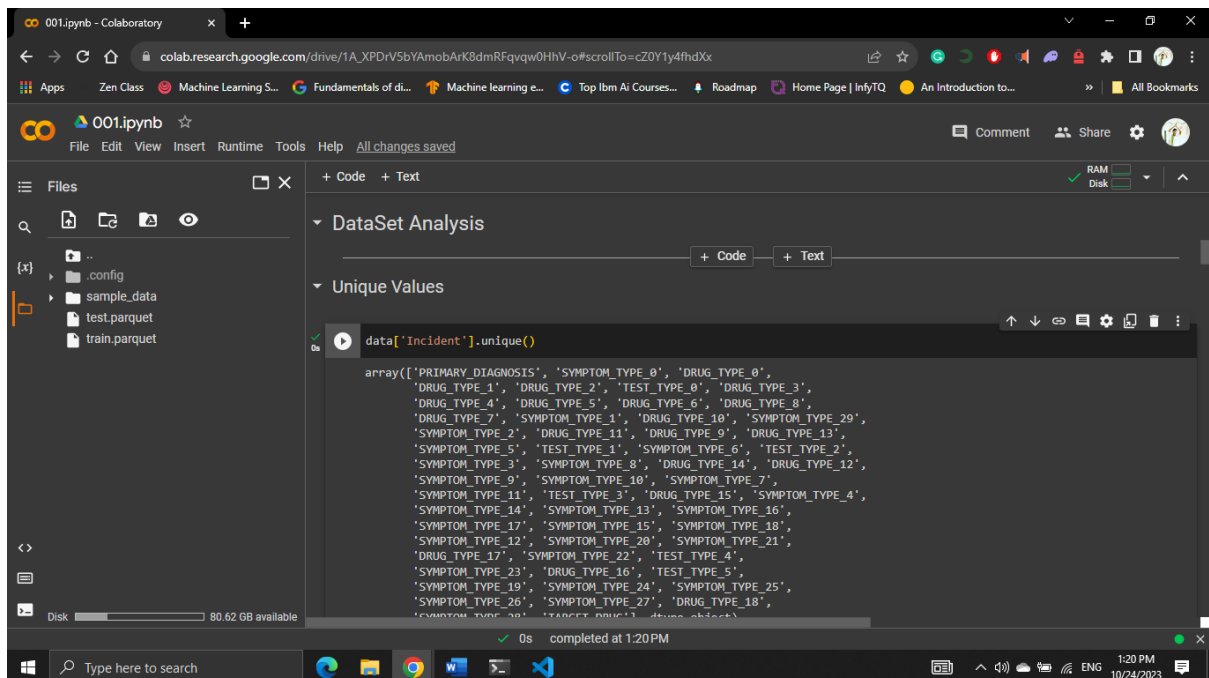 001.ipynb - Colaboratory
colab.research.google.com/drive/1A_XPDrV5bYAmobArK8dmRFqvqw0HhV-o#scrollTo=cZ0Y1y4fhdXx
Apps Zen Class Machine Learning S... Fundamentals of di... Machine learning e... Top Ibm Ai Courses... Roadmap Home Page | InfyTQ An Introduction to... » All Bookmarks
CO 001.ipynb
File Edit View Insert Runtime Tools Help All changes saved
Comment Share
Files
+ Code + Text
RAM
Disk
..
.config
sample_data
test.parquet
train.parquet
{x}
<>
Disk 80.62 GB available
DataSet Analysis
+ Code + Text
Unique Values
0s
data['Incident'].unique()
array(['PRIMARY_DIAGNOSIS', 'SYMPTOM_TYPE_0', 'DRUG_TYPE_0',
'DRUG_TYPE_1', 'DRUG_TYPE_2', 'TEST_TYPE_0', 'DRUG_TYPE_3',
'DRUG_TYPE_4', 'DRUG_TYPE_5', 'DRUG_TYPE_6', 'DRUG_TYPE_8',
'DRUG_TYPE_7', 'SYMPTOM_TYPE_1', 'DRUG_TYPE_10', 'SYMPTOM_TYPE_29',
'SYMPTOM_TYPE_2', 'DRUG_TYPE_11', 'DRUG_TYPE_9', 'DRUG_TYPE_13',
'SYMPTOM_TYPE_5', 'TEST_TYPE_1', 'SYMPTOM_TYPE_6', 'TEST_TYPE_2',
'SYMPTOM_TYPE_3', 'SYMPTOM_TYPE_8', 'DRUG_TYPE_14', 'DRUG_TYPE_12',
'SYMPTOM_TYPE_9', 'SYMPTOM_TYPE_10', 'SYMPTOM_TYPE_7',
'SYMPTOM_TYPE_11', 'TEST_TYPE_3', 'DRUG_TYPE_15', 'SYMPTOM_TYPE_4',
'SYMPTOM_TYPE_14', 'SYMPTOM_TYPE_13', 'SYMPTOM_TYPE_16',
'SYMPTOM_TYPE_17', 'SYMPTOM_TYPE_15', 'SYMPTOM_TYPE_18',
'SYMPTOM_TYPE_12', 'SYMPTOM_TYPE_20', 'SYMPTOM_TYPE_21',
'DRUG_TYPE_17', 'SYMPTOM_TYPE_22', 'TEST_TYPE_4',
'SYMPTOM_TYPE_23', 'DRUG_TYPE_16', 'TEST_TYPE_5',
'SYMPTOM_TYPE_19', 'SYMPTOM_TYPE_24', 'SYMPTOM_TYPE_25',
'SYMPTOM_TYPE_26', 'SYMPTOM_TYPE_27', 'DRUG_TYPE_18',
'SYMPTOM_TYPE_28', 'TARGET DRUG'], dtype=object)
0s completed at 1:20 PM
Type here to search
ENG
1:20 PM
10/24/2023